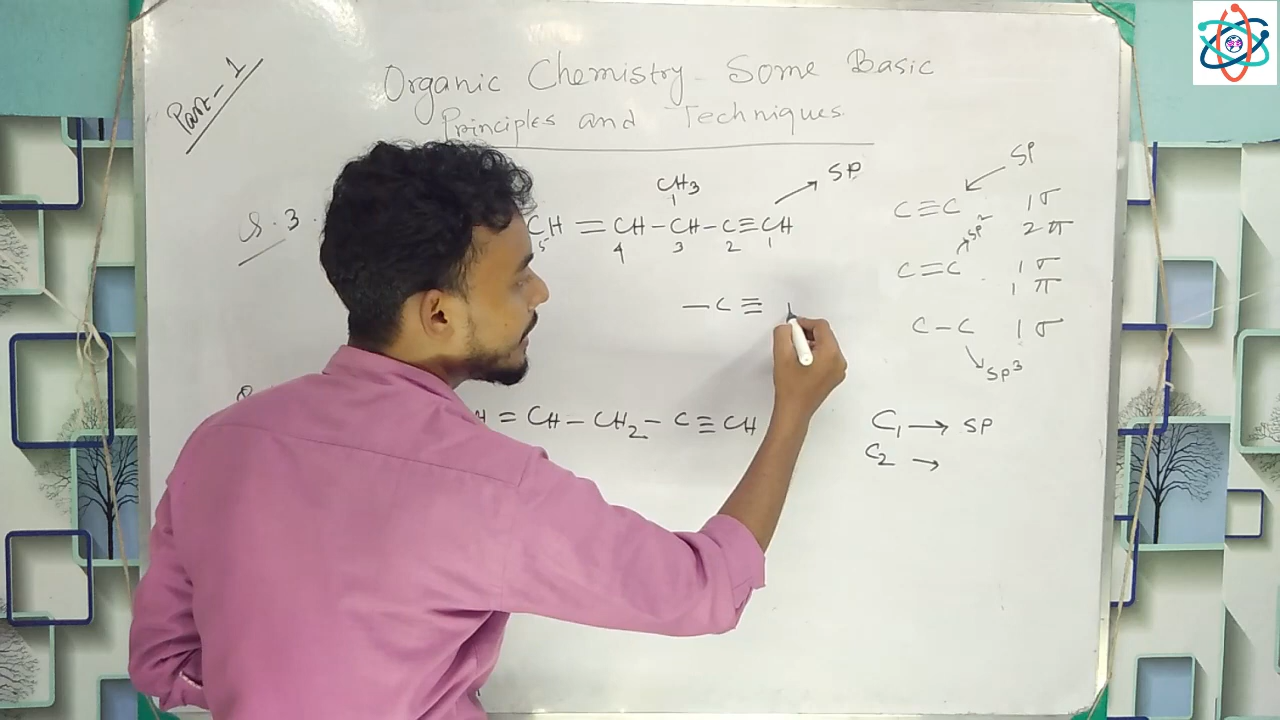 Part-1
Organic Chemistry Some Basic
Principles and Techniques.
Q.3.
CH3
CH=CH-CH-C≡CH
5 4 3 2 1
SP
-C≡
H=CH-CH2-C≡CH
SP
C≡C 1σ
2π
SP2
C=C 1σ
1π
C-C 1σ
SP3
C1→SP
C2→